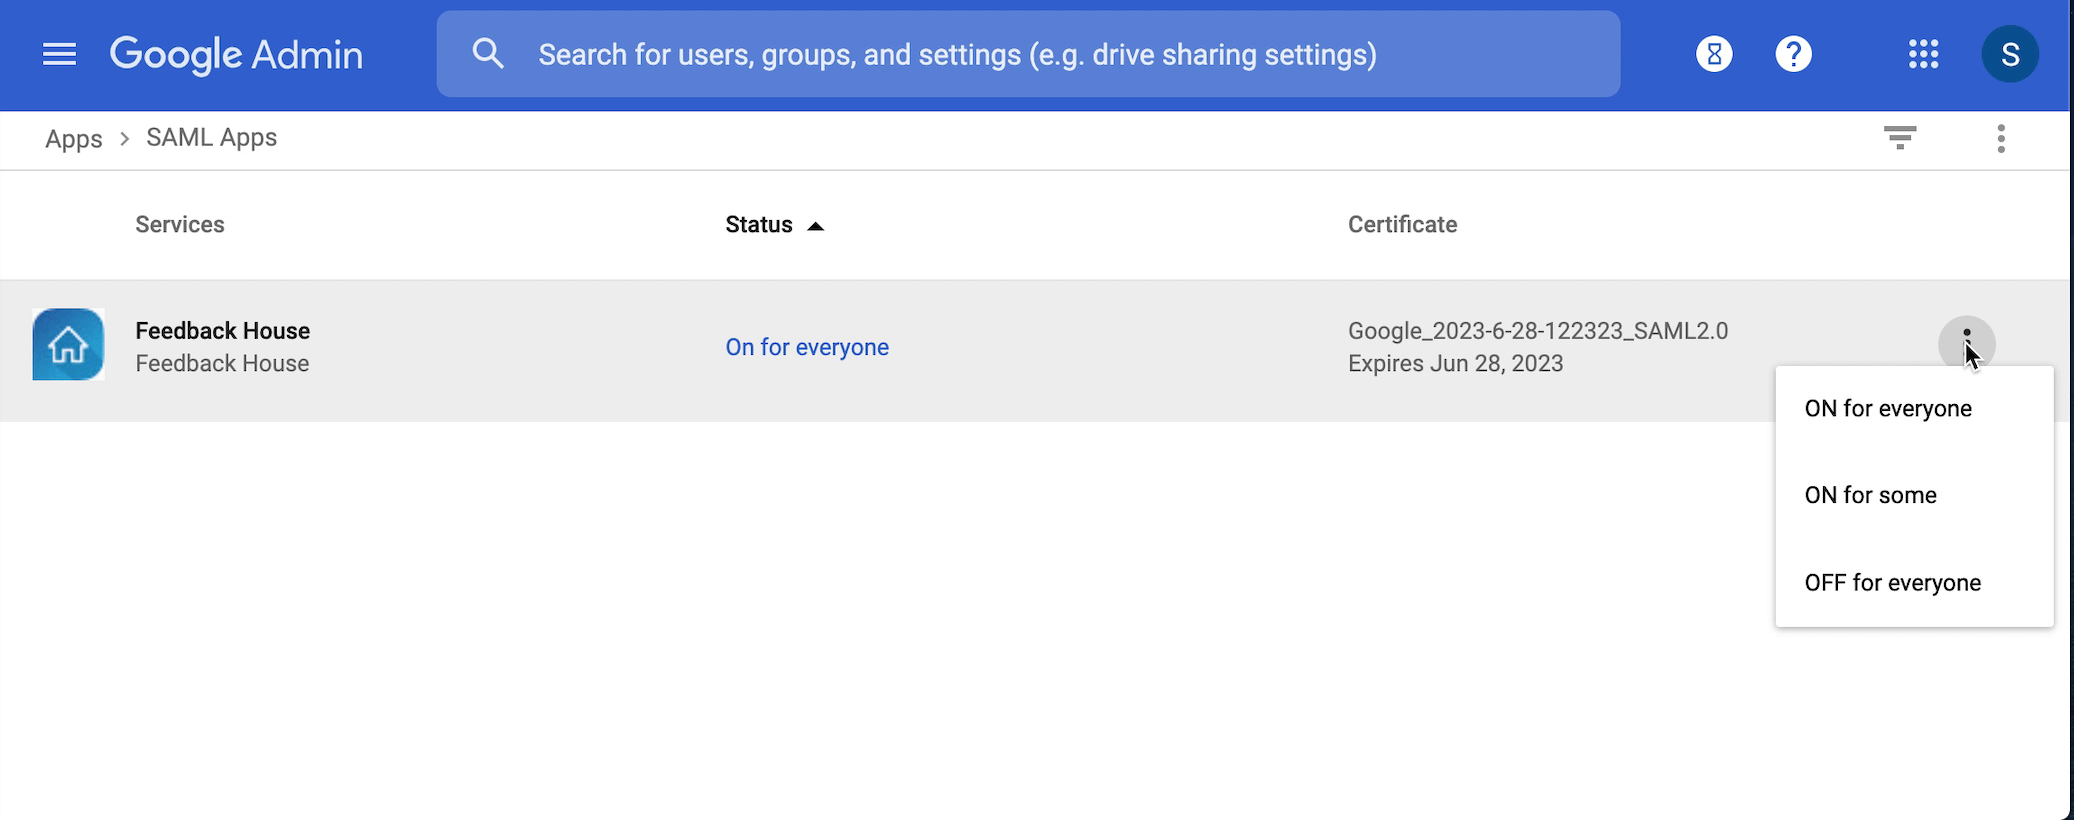 Google Admin
Search for users, groups, and settings (e.g. drive sharing settings)
S
Apps > SAML Apps
Services Status Certificate
Feedback House
Feedback House
On for everyone
Google_2023-6-28-122323_SAML2.0
Expires Jun 28, 2023
ON for everyone
ON for some
OFF for everyone